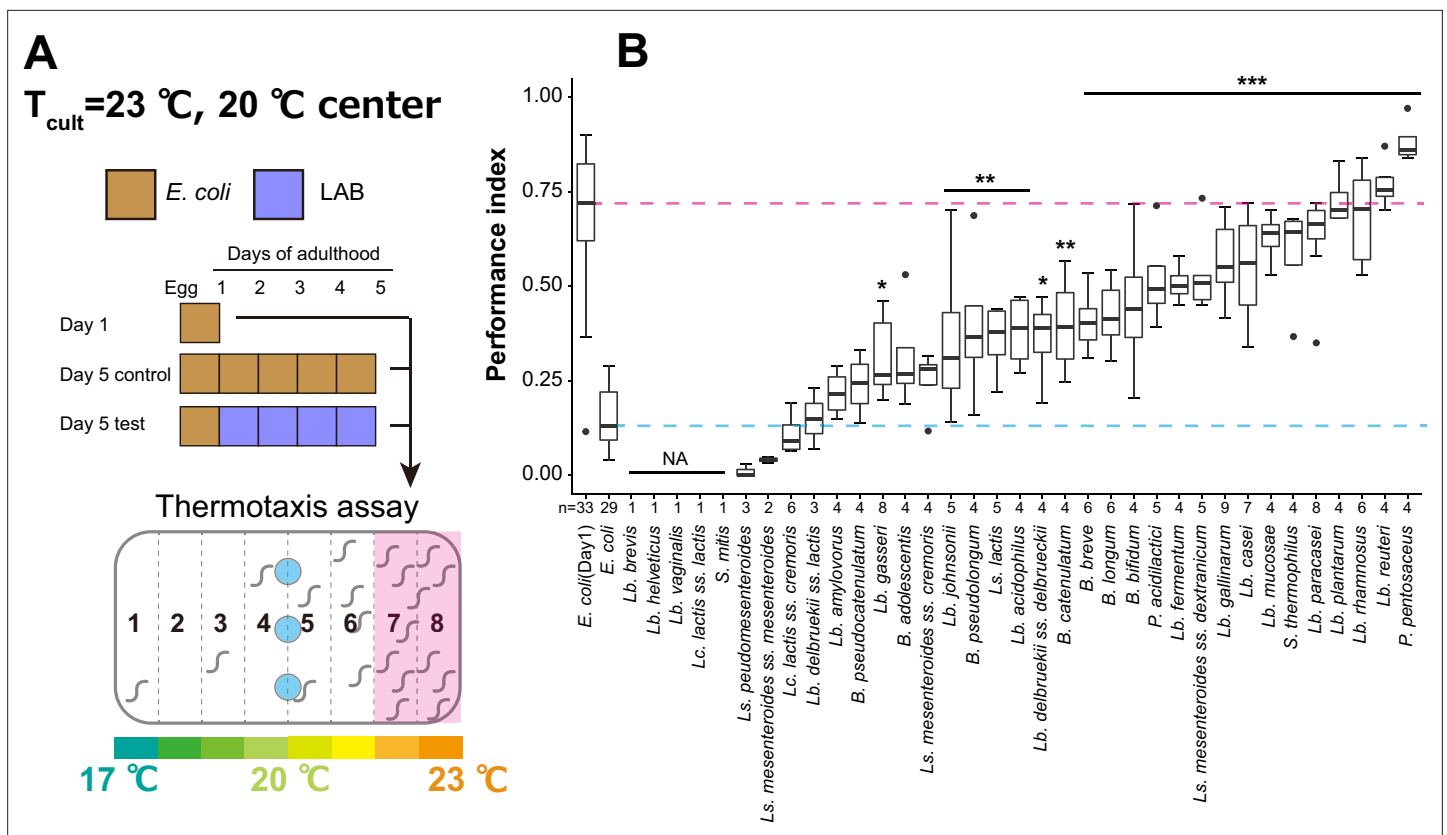 A
T cult =23 ℃, 20 ℃ center
E. coli
LAB
Days of adulthood
Egg 1 2 3 4 5
Day 1
Day 5 control
Day 5 test
Thermotaxis assay
1 2 3 4 5 6 7 8
17 ℃ 20 ℃ 23 ℃
B
Performance index
1.00
0.75
0.50
0.25
0.00
***
**
**
*
*
NA
n=33 29 1 1 1 1 1 3 2 6 3 4 4 8 4 4 5 4 5 4 4 4 6 6 4 5 4 5 9 7 4 4 8 4 6 4 4
E. coli(Day1)
E. coli
Lb. brevis
Lb. helveticus
Lb. vaginalis
Lc. lactis ss. lactis
S. mitis
Ls. peudomesenteroides
Ls. mesenteroides ss. mesenteroides
Lc. lactis ss. cremoris
Lb. delbruekii ss. lactis
Lb. amylovorus
B. pseudocatenulatum
Lb. gasseri
B. adolescentis
Ls. mesenteroides ss. cremoris
Lb. johnsonii
B. pseudolongum
Ls. lactis
Lb. acidophilus
Lb. delbruekii ss. delbrueckii
B. catenulatum
B. breve
B. longum
B. bifidum
P. acidilactici
Lb. fermentum
Ls. mesenteroides ss. dextranicum
Lb. gallinarum
Lb. casei
Lb. mucosae
S. thermophilus
Lb. paracasei
Lb. plantarum
Lb. rhamnosus
Lb. reuteri
P. pentosaceus